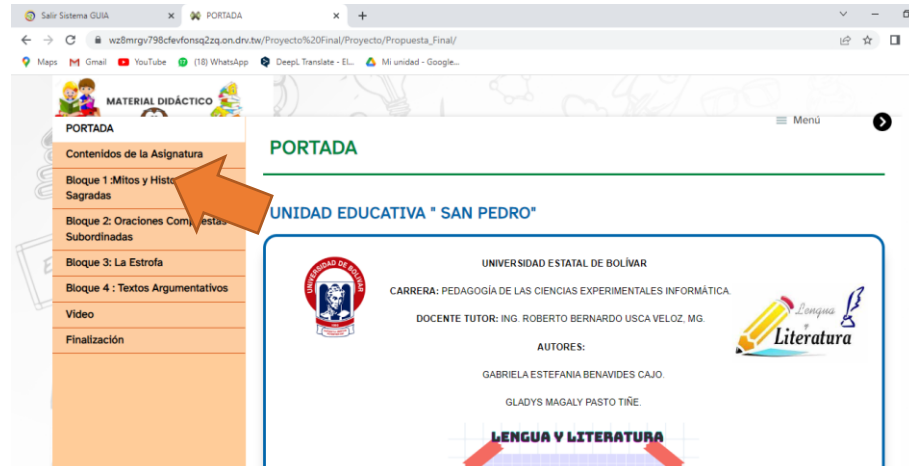 Salir Sistema GUIA
PORTADA
wz8mrgv798cfevfonsq2zq.on.drv.tw/Proyecto%20Final/Proyecto/Propuesta_Final/
Maps
Gmail
YouTube
(18) WhatsApp
DeepL Translate - El...
Mi unidad - Google...
MATERIAL DIDÁCTICO
PORTADA
Contenidos de la Asignatura
Bloque 1 :Mitos y
Sagradas
Bloque 2: Oraciones
Subordinadas
Bloque 3: La Estrofa
Bloque 4 : Textos Argumentativos
Video
Finalización
Menú
PORTADA
UNIDAD EDUCATIVA " SAN PEDRO"
UNIVERSIDAD DE BOLIVAR
UNIVERSIDAD ESTATAL DE BOLÍVAR
CARRERA: PEDAGOGÍA DE LAS CIENCIAS EXPERIMENTALES INFORMÁTICA.
DOCENTE TUTOR: ING. ROBERTO BERNARDO USCA VELOZ, MG.
AUTORES:
GABRIELA ESTEFANIA BENAVIDES CAJO.
GLADYS MAGALY PASTO TIÑE.
Lengua
y
Literatura
LENGUA Y LITERATURA